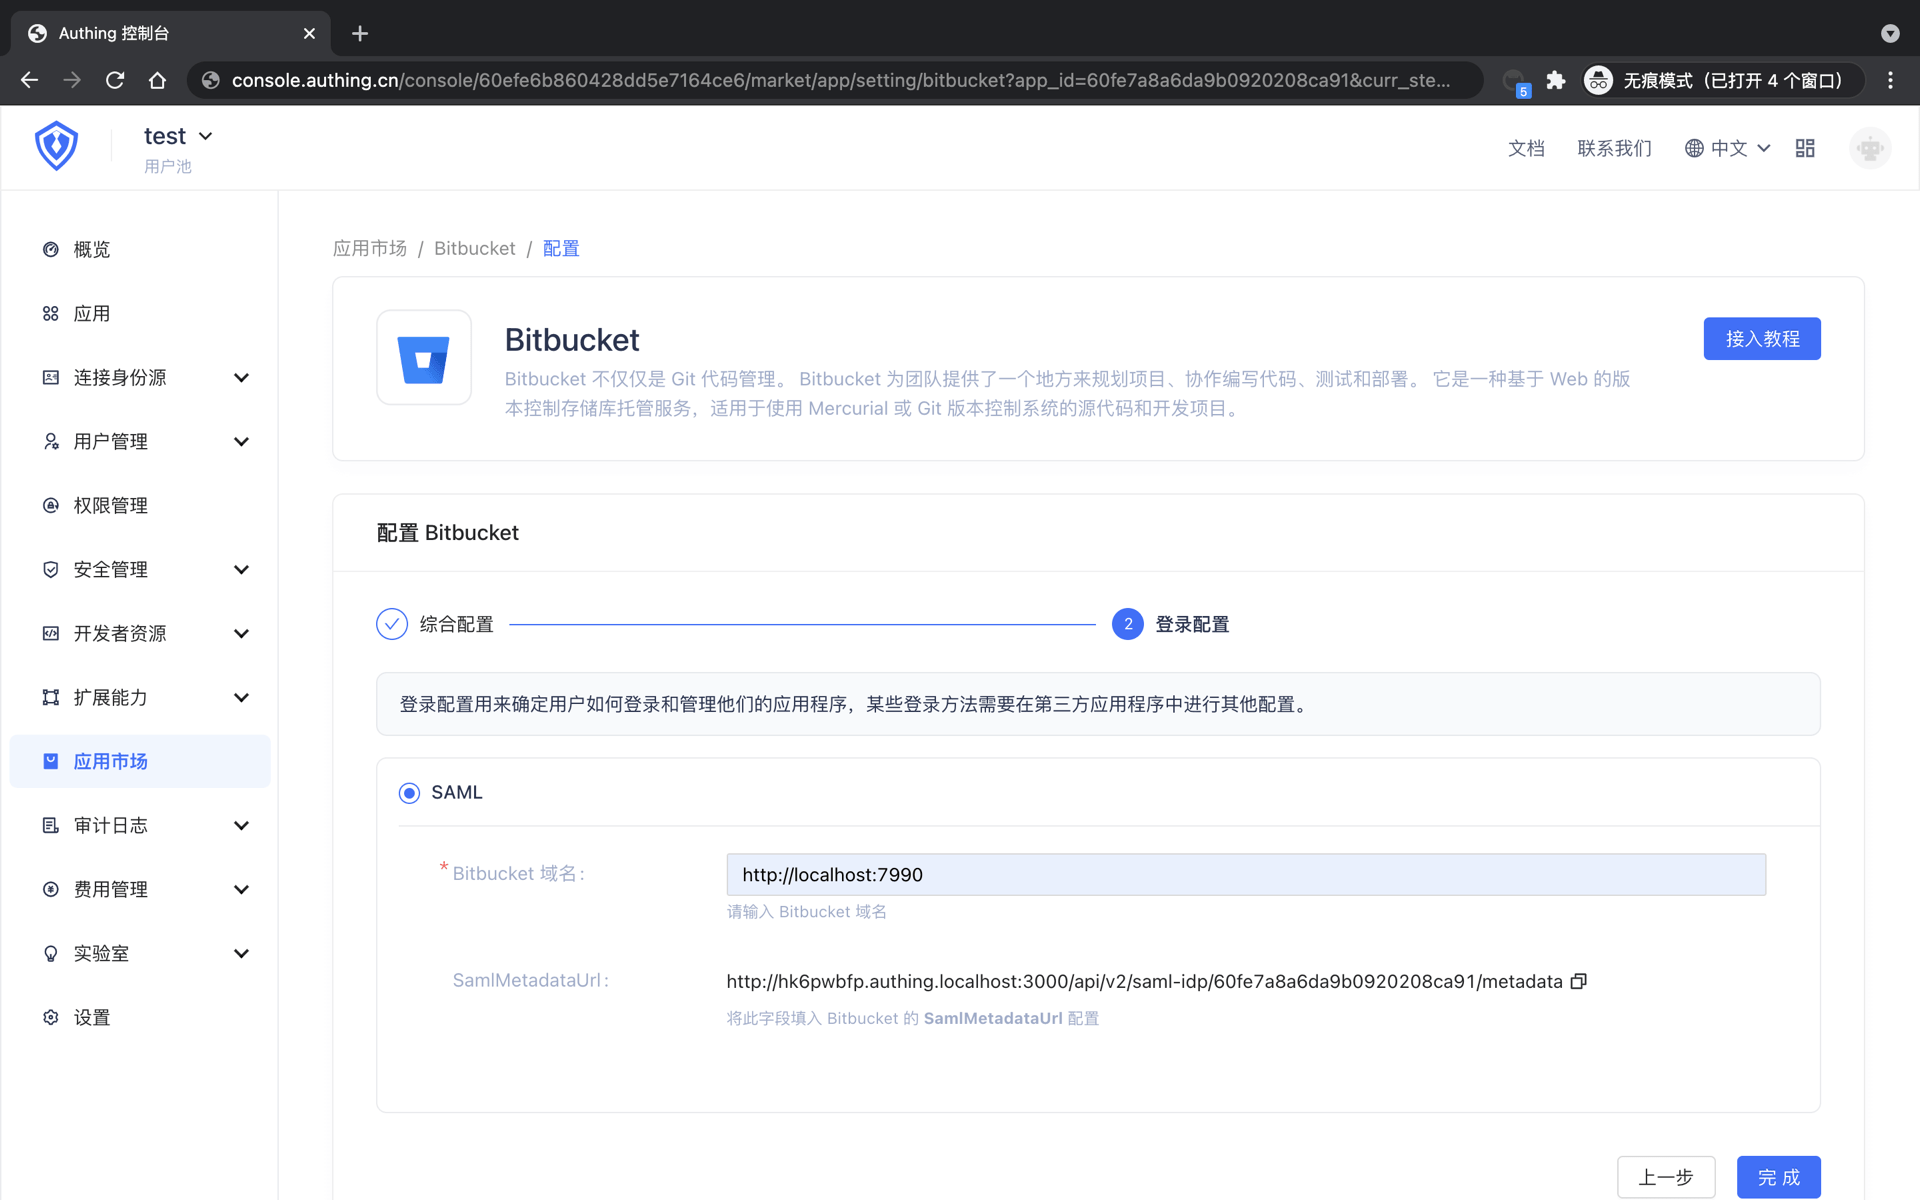 Authing 控制台
console.authing.cn/console/60efe6b860428dd5e7164ce6/market/app/setting/bitbucket?app_id=60fe7a8a6da9b0920208ca91&curr_ste...
5
无痕模式（已打开 4 个窗口）
test
用户池
文档
联系我们
中文
概览
应用
连接身份源
用户管理
权限管理
安全管理
开发者资源
扩展能力
应用市场
审计日志
费用管理
实验室
设置
应用市场 / Bitbucket / 配置
Bitbucket
接入教程
Bitbucket 不仅仅是 Git 代码管理。 Bitbucket 为团队提供了一个地方来规划项目、协作编写代码、测试和部署。 它是一种基于 Web 的版
本控制存储库托管服务，适用于使用 Mercurial 或 Git 版本控制系统的源代码和开发项目。
配置 Bitbucket
综合配置
2 登录配置
登录配置用来确定用户如何登录和管理他们的应用程序，某些登录方法需要在第三方应用程序中进行其他配置。
SAML
* Bitbucket 域名：
http://localhost:7990
请输入 Bitbucket 域名
SamlMetadataUrl：
http://hk6pwbfp.authing.localhost:3000/api/v2/saml-idp/60fe7a8a6da9b0920208ca91/metadata
将此字段填入 Bitbucket 的 SamlMetadataUrl 配置
上一步
完 成